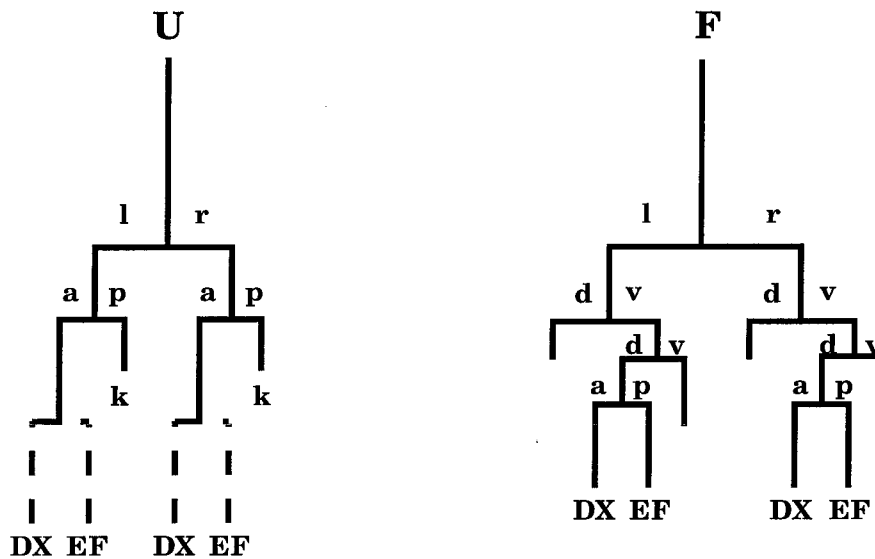 U F
l r l r
a p a p d v d v
d v d v
k k a p a p
DX EF DX EF
DX EF DX EF